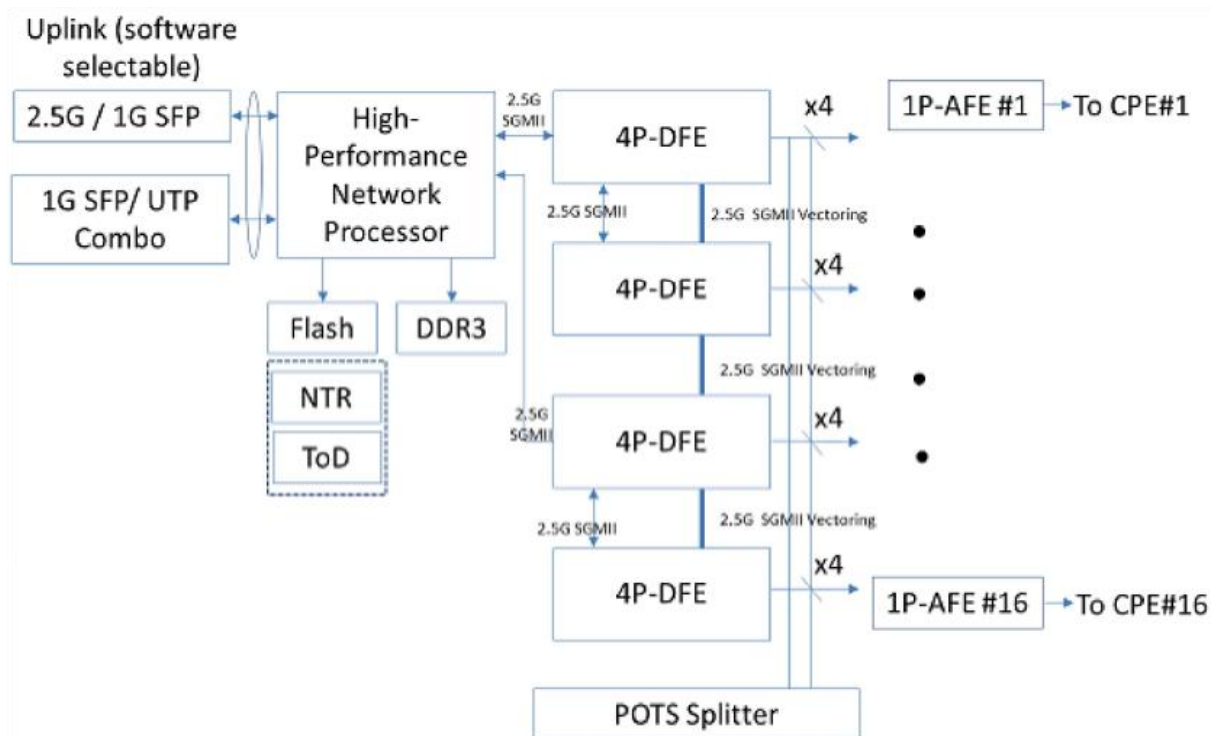 Uplink (software
selectable)
2.5G / 1G SFP
1G SFP/ UTP
Combo
High-
Performance
Network
Processor
Flash
DDR3
NTR
ToD
2.5G
SGMII
4P-DFE
x4
1P-AFE #1
To CPE#1
2.5G SGMII
2.5G SGMII Vectoring
4P-DFE
x4
2.5G SGMII Vectoring
2.5G
SGMII
4P-DFE
x4
2.5G SGMII
2.5G SGMII Vectoring
4P-DFE
x4
1P-AFE #16
To CPE#16
POTS Splitter